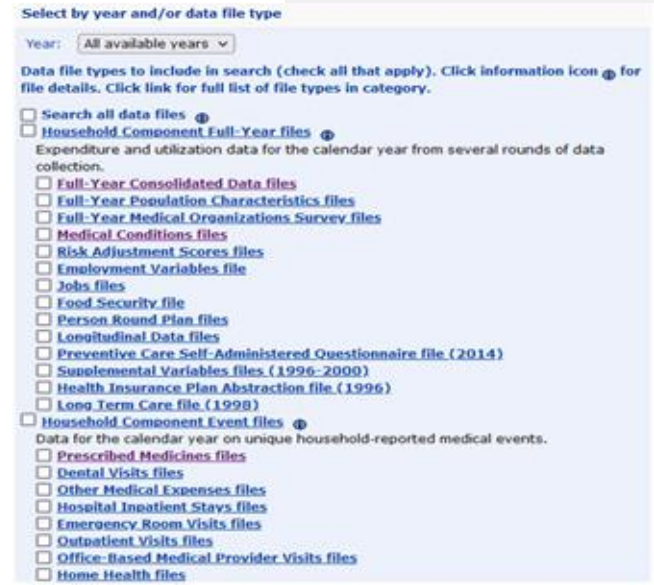 Select by year and/or data file type
Year: All available years
Data file types to include in search (check all that apply). Click information icon for
file details. Click link for full list of file types in category.
Search all data files
Household Component Full-Year files
Expenditure and utilization data for the calendar year from several rounds of data
collection.
Full-Year Consolidated Data files
Full-Year Population Characteristics files
Full-Year Medical Organizations Survey files
Medical Conditions files
Risk Adjustment Scores files
Employment Variables file
Jobs files
Food Security file
Person Round Plan files
Longitudinal Data files
Preventive Care Self-Administered Questionnaire file (2014)
Supplemental Variables files (1996-2000)
Health Insurance Plan Abstraction file (1996)
Long Term Care file (1998)
Household Component Event files
Data for the calendar year on unique household-reported medical events.
Prescribed Medicines files
Dental Visits files
Other Medical Expenses files
Hospital Inpatient Stays files
Emergency Room Visits files
Outpatient Visits files
Office-Based Medical Provider Visits files
Home Health files